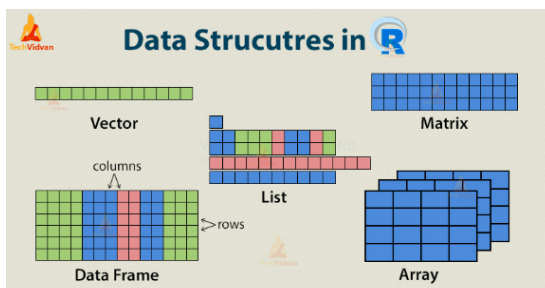 TechVidvan
Data Strucutres in R
Vector
Matrix
List
columns
rows
Data Frame
Array